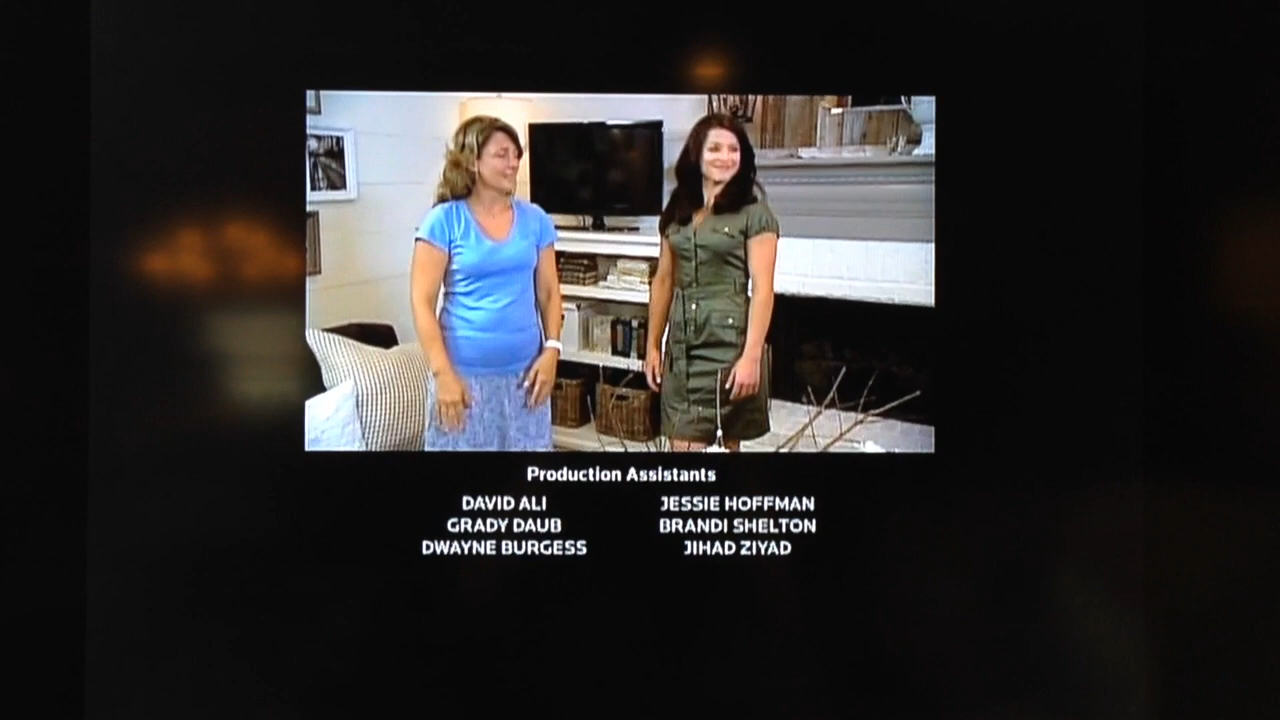 Production Assistants
DAVID ALI
JESSIE HOFFMAN
GRADY DAUB
BRANDI SHELTON
DWAYNE BURGESS
JIHAD ZIYAD